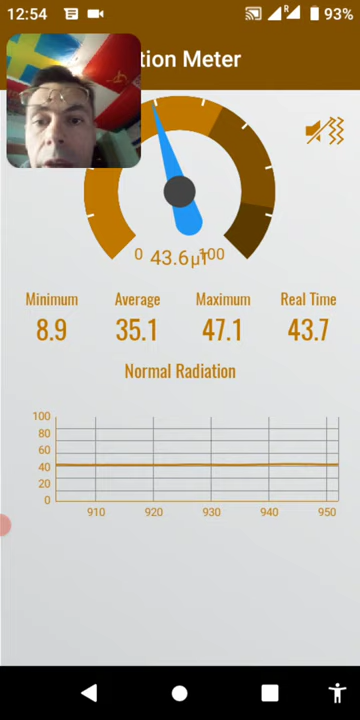 12:54
R
93%
tion Meter
0
43.6µT
100
Minimum Average Maximum Real Time
8.9 35.1 47.1 43.7
Normal Radiation
100
80
60
40
20
0
910 920 930 940 950